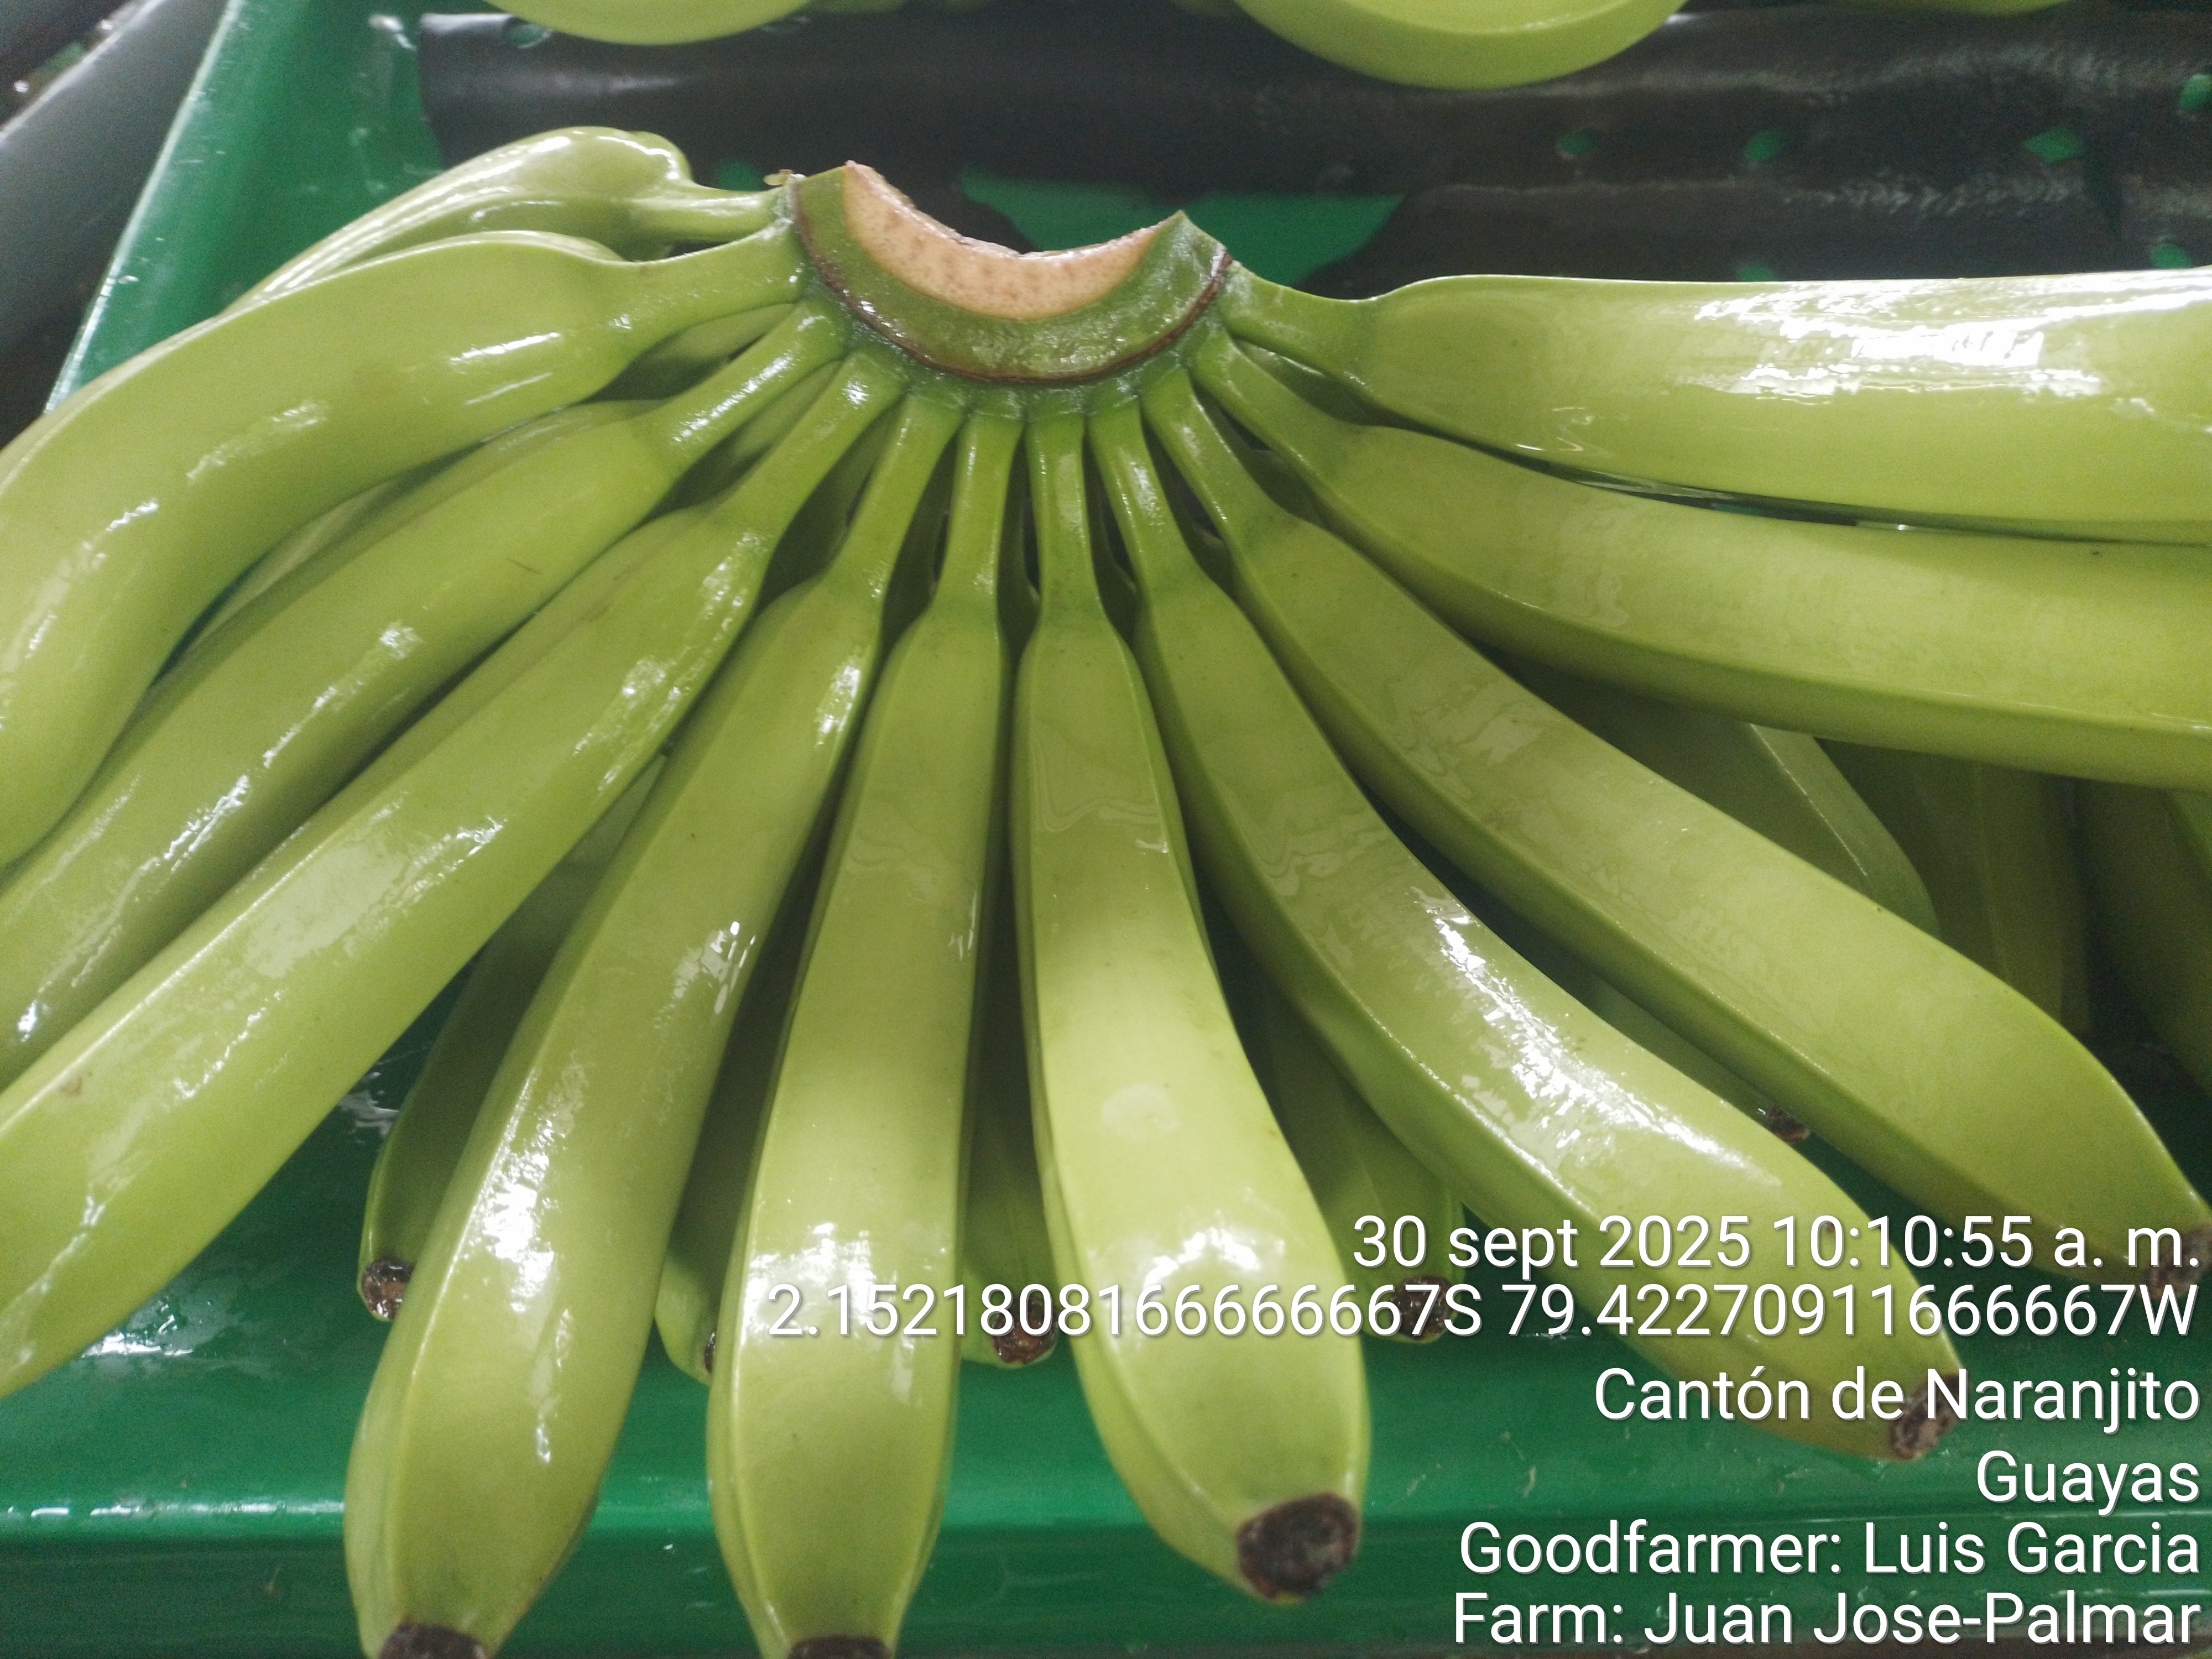 30 sept 2025 10:10:55 a. m.
2.1521808166666667S 79.42270911666667W
Cantón de Naranjito
Guayas
Goodfarmer: Luis Garcia
Farm: Juan Jose-Palmar